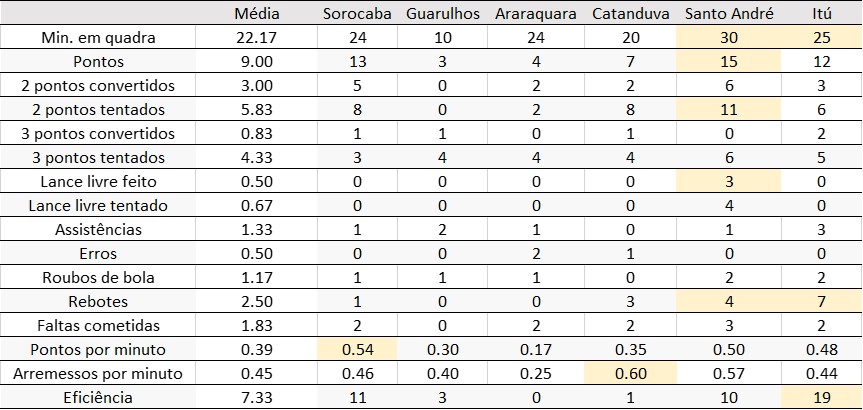 Média Sorocaba Guarulhos Araraquara Catanduva Santo André Itú
Min. em quadra 22.17 24 10 24 20 30 25
Pontos 9.00 13 3 4 7 15 12
2 pontos convertidos 3.00 5 0 2 2 6 3
2 pontos tentados 5.83 8 0 2 8 11 6
3 pontos convertidos 0.83 1 1 0 1 0 2
3 pontos tentados 4.33 3 4 4 4 6 5
Lance livre feito 0.50 0 0 0 0 3 0
Lance livre tentado 0.67 0 0 0 0 4 0
Assistências 1.33 1 2 1 0 1 3
Erros 0.50 0 0 2 1 0 0
Roubos de bola 1.17 1 1 1 0 2 2
Rebotes 2.50 1 0 0 3 4 7
Faltas cometidas 1.83 2 0 2 2 3 2
Pontos por minuto 0.39 0.54 0.30 0.17 0.35 0.50 0.48
Arremessos por minuto 0.45 0.46 0.40 0.25 0.60 0.57 0.44
Eficiência 7.33 11 3 0 1 10 19